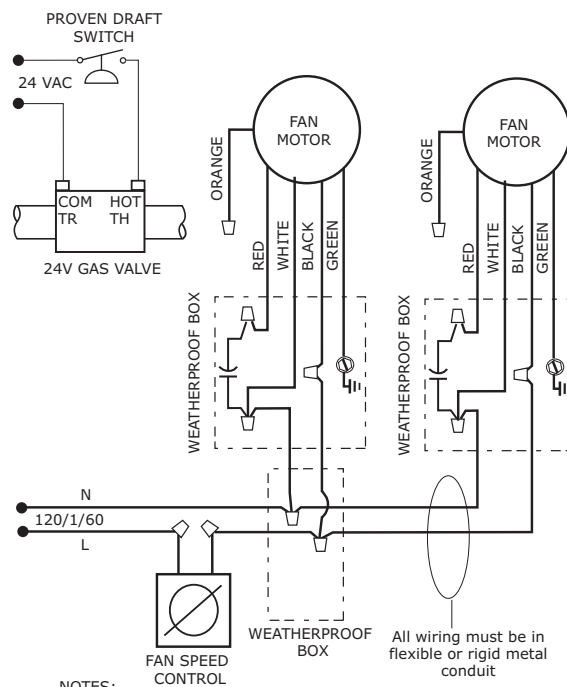 PROVEN DRAFT
SWITCH
24 VAC
COM
TR
HOT
TH
24V GAS VALVE
FAN
MOTOR
ORANGE
RED
WHITE
BLACK
GREEN
WEATHERPROOF BOX
FAN
MOTOR
ORANGE
RED
WHITE
BLACK
GREEN
WEATHERPROOF BOX
N
120/1/60
L
FAN SPEED
CONTROL
WEATHERPROOF
BOX
All wiring must be in
flexible or rigid metal
conduit
NOTES: